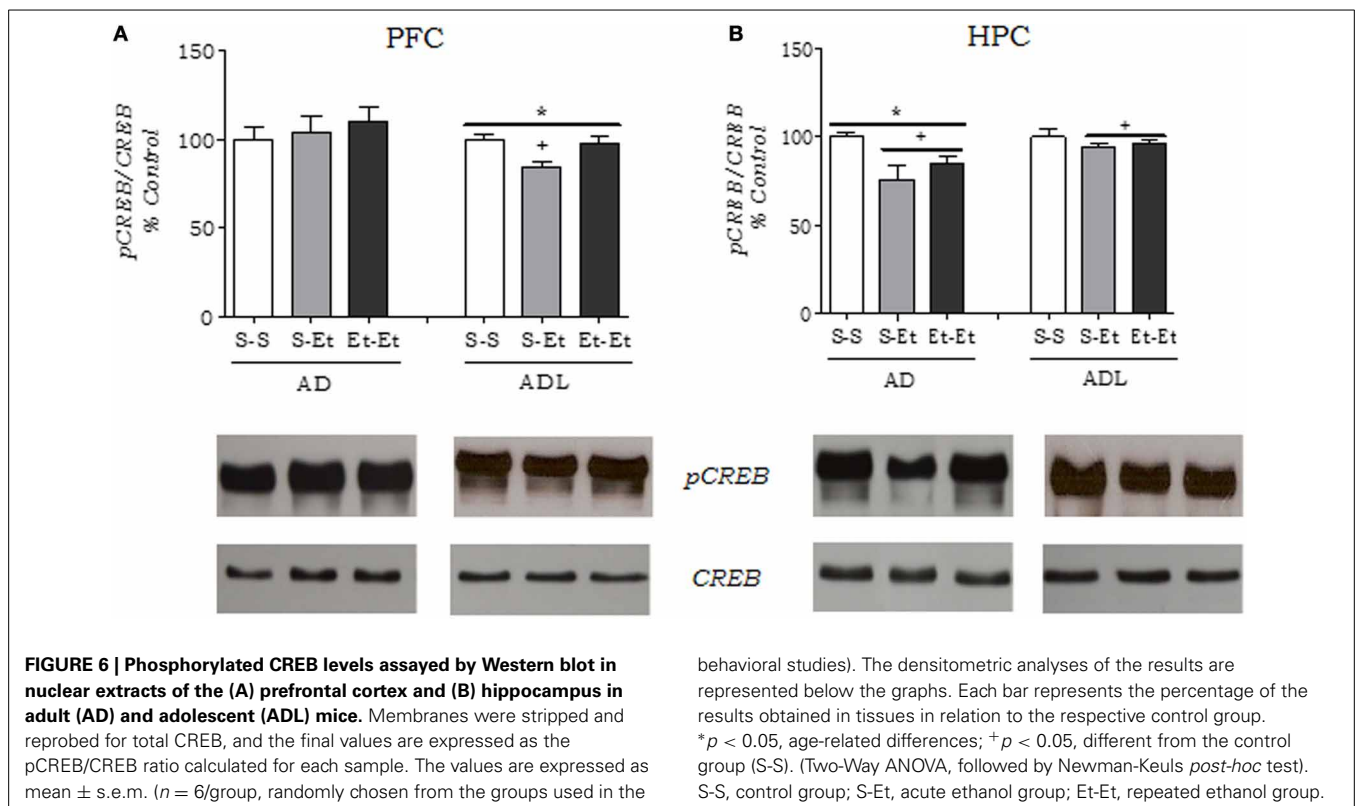 A
PFC
150
100
50
0
pCREB/CREB
% Control
*
+
S-S S-Et Et-Et
S-S S-Et Et-Et
AD
ADL
B
HPC
150
100
50
0
pCREB/CREB
% Control
*
+
+
S-S S-Et Et-Et
S-S S-Et Et-Et
AD
ADL
pCREB
CREB
FIGURE 6 | Phosphorylated CREB levels assayed by Western blot in
nuclear extracts of the (A) prefrontal cortex and (B) hippocampus in
adult (AD) and adolescent (ADL) mice. Membranes were stripped and
reprobed for total CREB, and the final values are expressed as the
pCREB/CREB ratio calculated for each sample. The values are expressed as
mean ± s.e.m. (n = 6/group, randomly chosen from the groups used in the
behavioral studies). The densitometric analyses of the results are
represented below the graphs. Each bar represents the percentage of the
results obtained in tissues in relation to the respective control group.
*p < 0.05, age-related differences; +p < 0.05, different from the control
group (S-S). (Two-Way ANOVA, followed by Newman-Keuls post-hoc test).
S-S, control group; S-Et, acute ethanol group; Et-Et, repeated ethanol group.